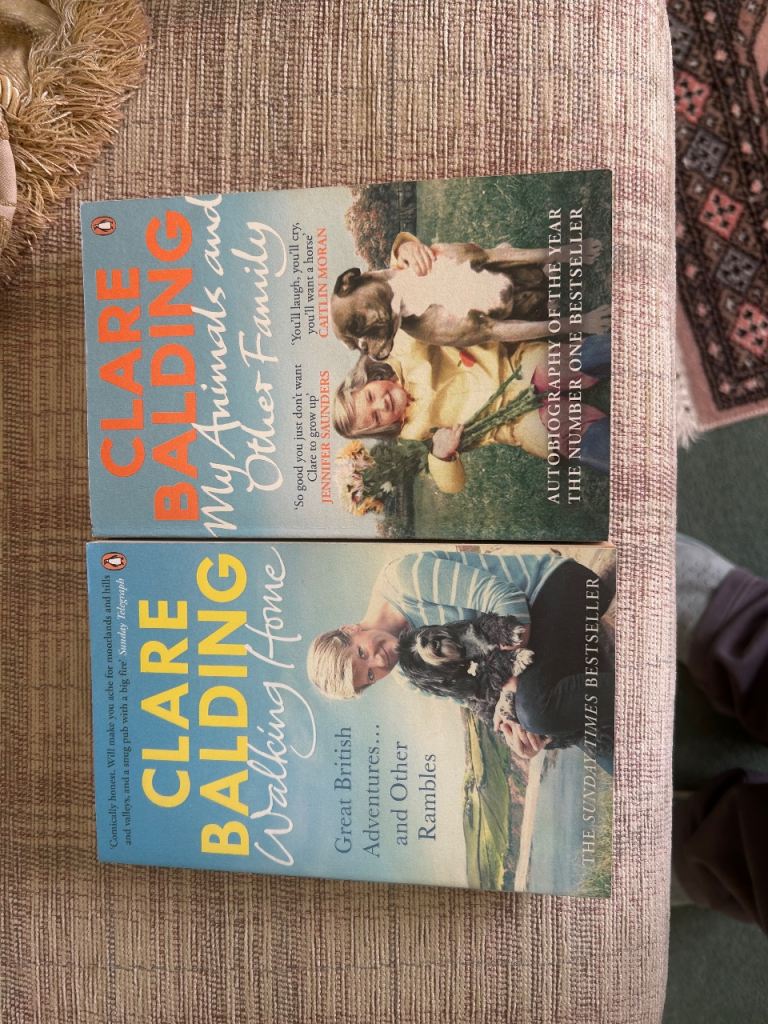 CLARE
BALDING
My Animals and
Other Family
'So good you just don't want
Clare to grow up'
JENNIFER SAUNDERS
'You'll laugh, you'll cry,
you'll want a horse'
CAITLIN MORAN
AUTOBIOGRAPHY OF THE YEAR
THE NUMBER ONE BESTSELLER
'Comically honest. Will make you ache for moorlands and hills
and valleys, and a snug pub with a big fire' Sunday Telegraph
CLARE
BALDING
Walking Home
Great British
Adventures....
and Other
Rambles
THE SUNDAY TIMES BESTSELLER